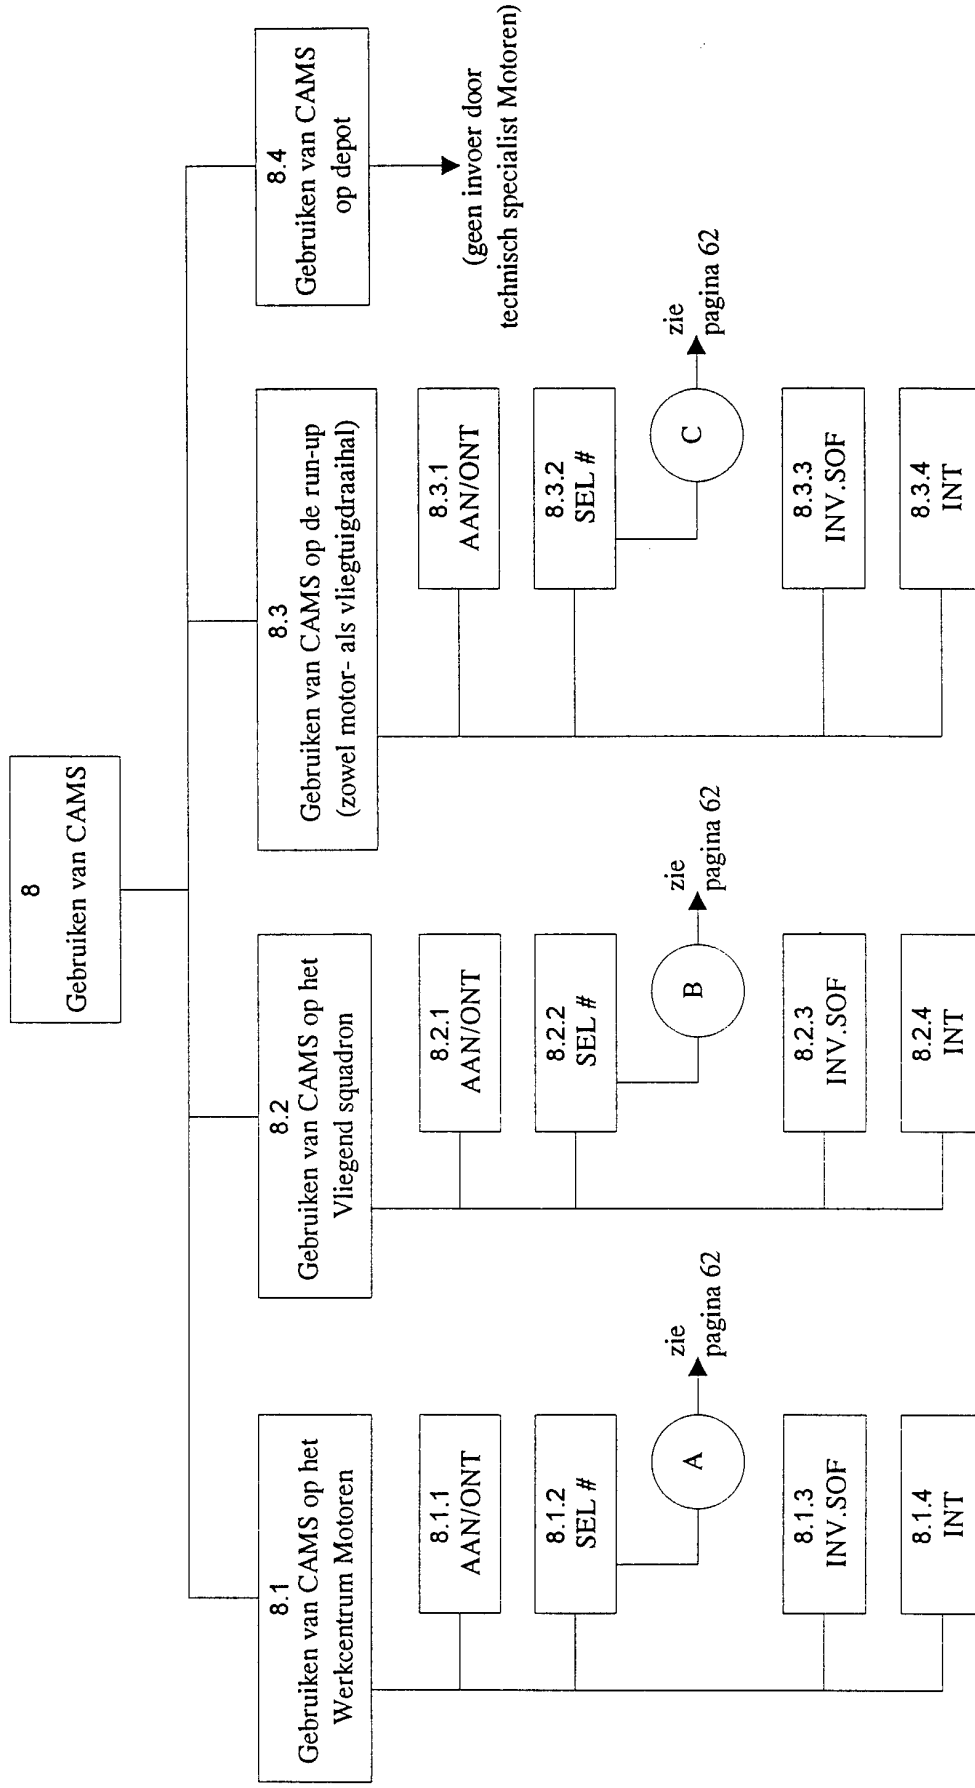 8
Gebruiken van CAMS
8.1
Gebruiken van CAMS op het
Werkcentrum Motoren
8.1.1
AAN/ONT
8.1.2
SEL #
A
zie
pagina 62
8.1.3
INV.SOF
8.1.4
INT
8.2
Gebruiken van CAMS op het
Vliegend squadron
8.2.1
AAN/ONT
8.2.2
SEL #
B
zie
pagina 62
8.2.3
INV.SOF
8.2.4
INT
8.3
Gebruiken van CAMS op de run-up
(zowel motor- als vliegtuigdraaihal)
8.3.1
AAN/ONT
8.3.2
SEL #
C
zie
pagina 62
8.3.3
INV.SOF
8.3.4
INT
8.4
Gebruiken van CAMS
op depot
(geen invoer door
technisch specialist Motoren)